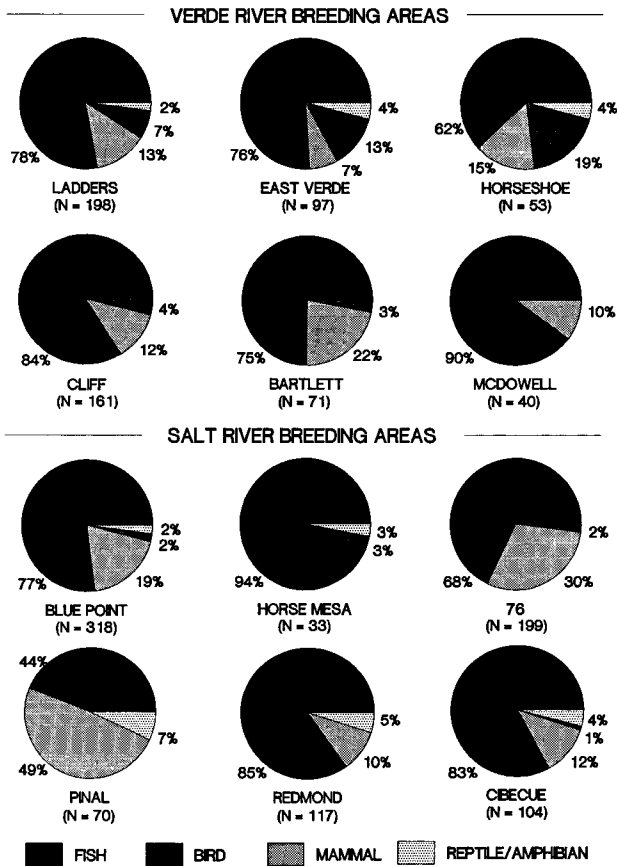 VERDE RIVER BREEDING AREAS
2%
7%
13%
78%
LADDERS
(N = 198)
4%
13%
7%
76%
EAST VERDE
(N = 97)
4%
19%
15%
62%
HORSESHOE
(N = 53)
4%
12%
84%
CLIFF
(N = 161)
3%
22%
75%
BARTLETT
(N = 71)
10%
90%
MCDOWELL
(N = 40)
SALT RIVER BREEDING AREAS
2%
2%
19%
77%
BLUE POINT
(N = 318)
3%
3%
94%
HORSE MESA
(N = 33)
2%
30%
68%
76
(N = 199)
44%
7%
49%
PINAL
(N = 70)
5%
10%
85%
REDMOND
(N = 117)
4%
1%
12%
83%
CIBECUE
(N = 104)
FISH BIRD MAMMAL REPTILE/AMPHIBIAN